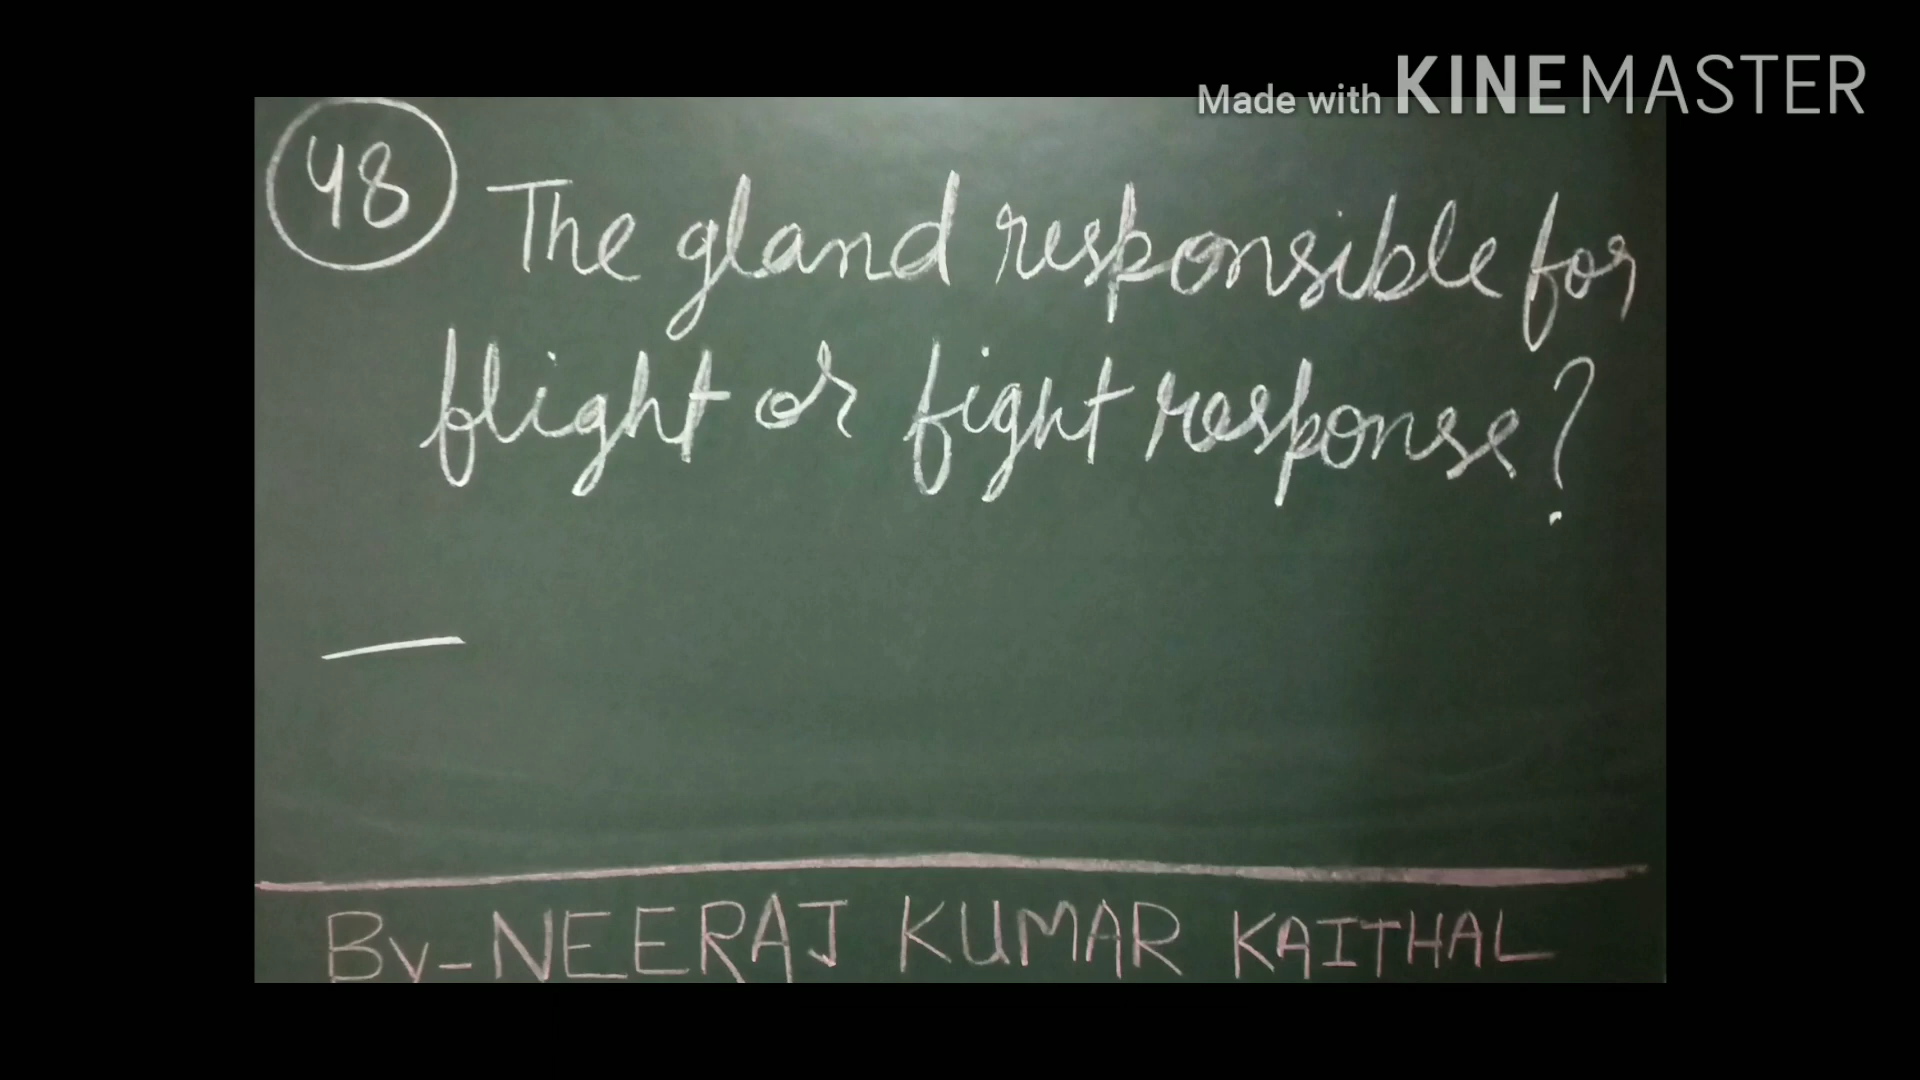 Made with KINEMASTER
48 The gland responsible for
flight or fight response?
By-NEERAJ KUMAR KAITHAL